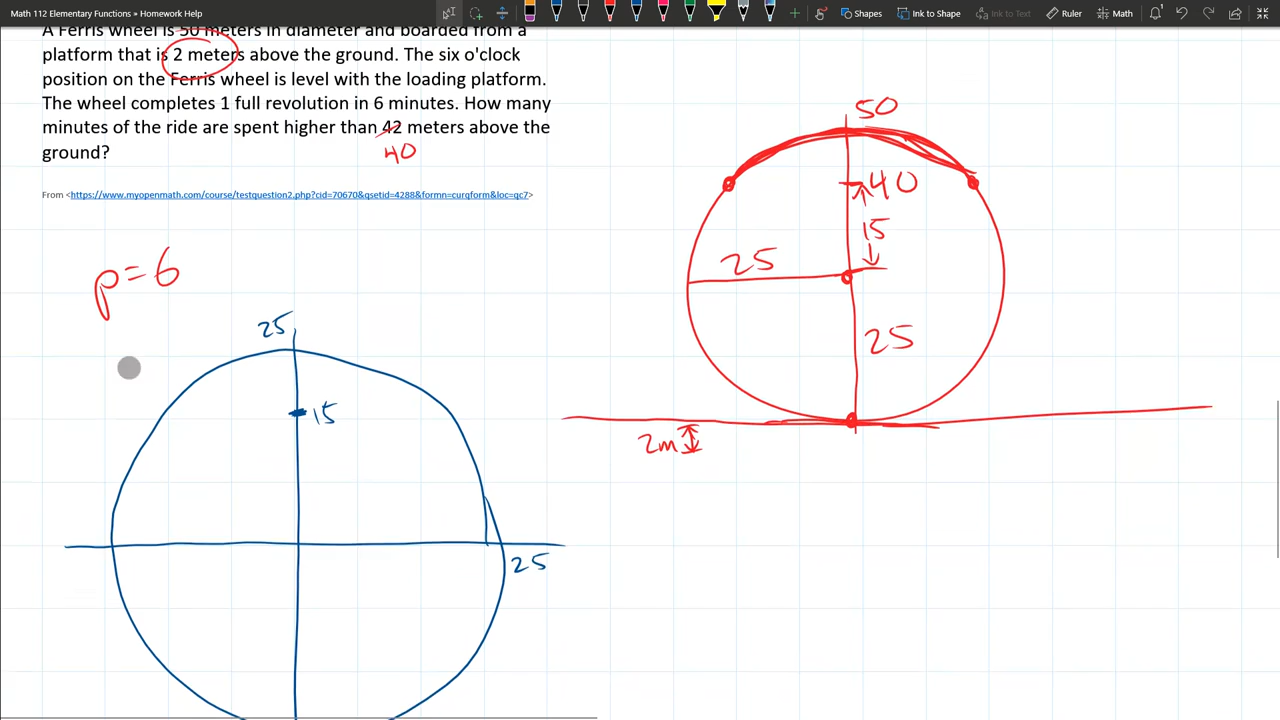 Math 112 Elementary Functions » Homework Help
Shapes
Ink to Shape
Ink to Text
Ruler
Math
A Ferris wheel is 50 meters in diameter and boarded from a
platform that is 2 meters above the ground. The six o'clock
position on the Ferris wheel is level with the loading platform.
The wheel completes 1 full revolution in 6 minutes. How many
minutes of the ride are spent higher than 42 meters above the
40
ground?
From <https://www.myopenmath.com/course/testquestion2.php?cid=70670&qsetid=4288&formn=curqform&loc=qc7>
p=6
25
15
25
50
40
15
25
25
2m